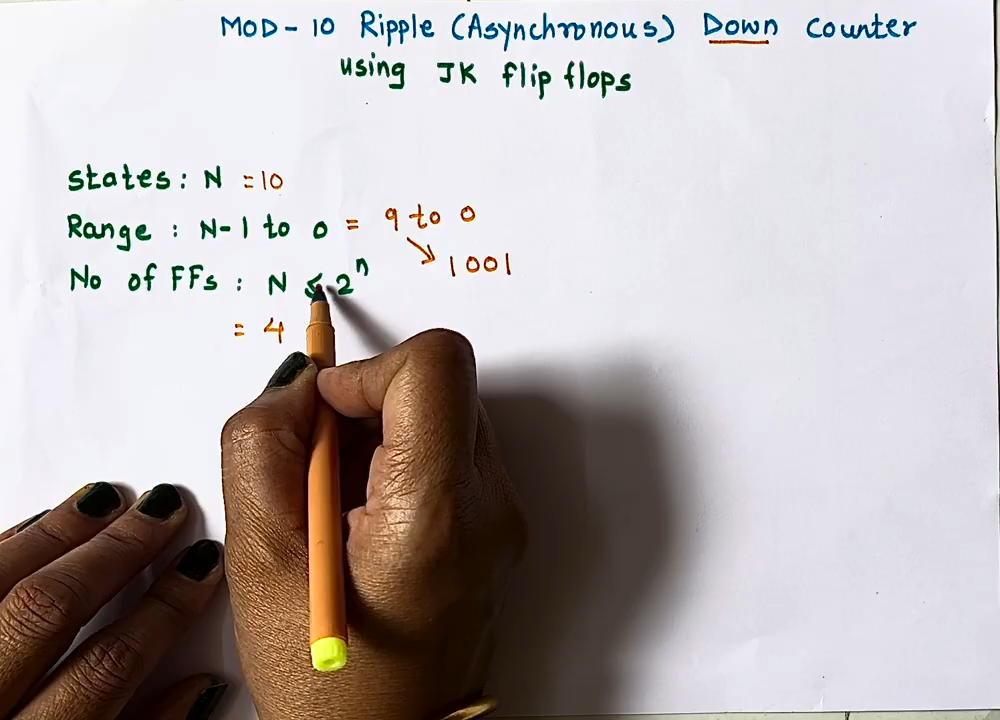 MOD-10 Ripple (Asynchronous) Down Counter
using JK flip flops
states: N = 10
Range: N-1 to 0 = 9 to 0
1001
No of FFs: N ≤ 2ⁿ
= 4